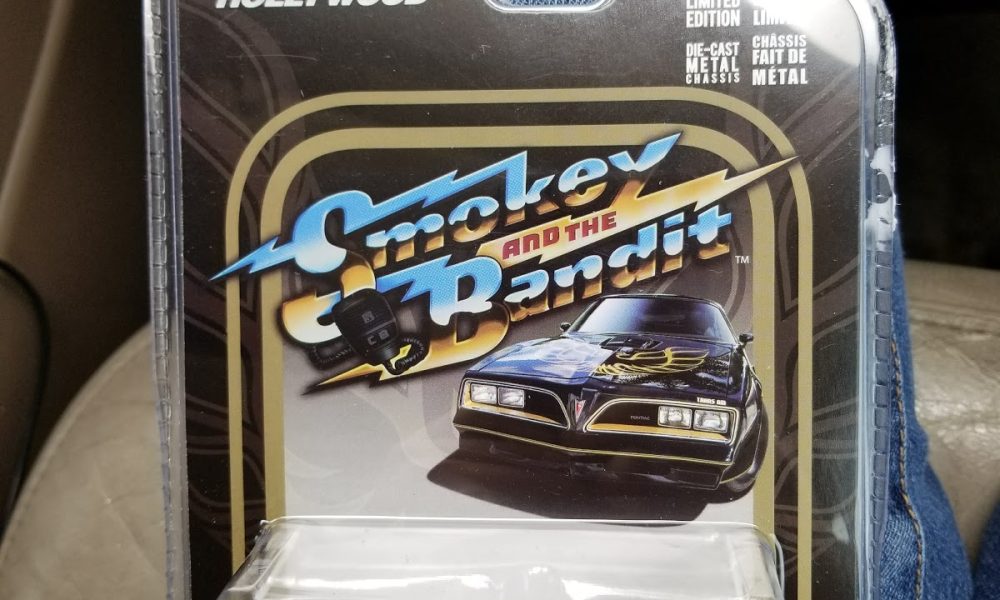 HOLLYWOOD
LIMITED
EDITION
DIE-CAST
METAL
CHASSIS
CHÂSSIS
FAIT DE
MÉTAL
Smokey
AND THE
Bandit
TM
CB
TRANS AM
PONTIAC